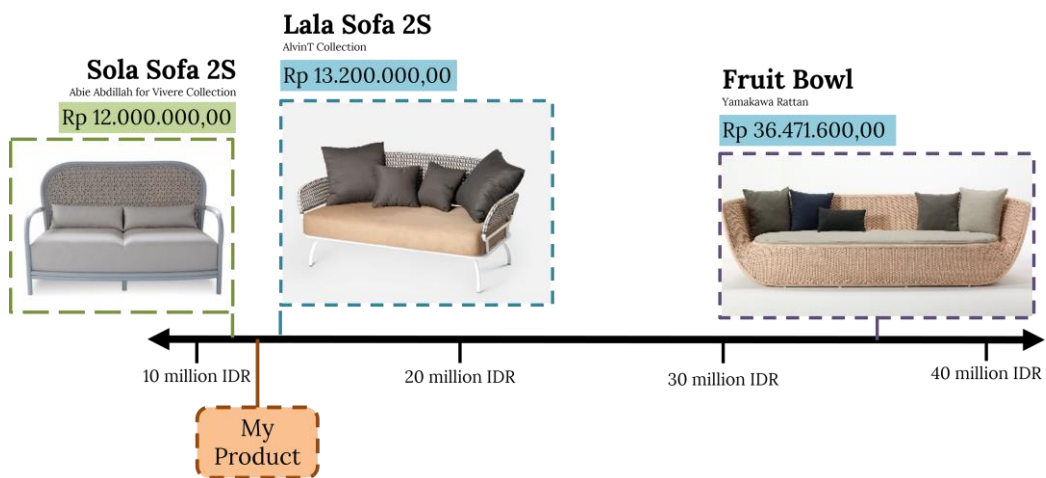 Sola Sofa 2S
Abie Abdillah for Vivere Collection
Rp 12.000.000,00
Lala Sofa 2S
AlvinT Collection
Rp 13.200.000,00
Fruit Bowl
Yamakawa Rattan
Rp 36.471.600,00
10 million IDR
20 million IDR
30 million IDR
40 million IDR
My
Product